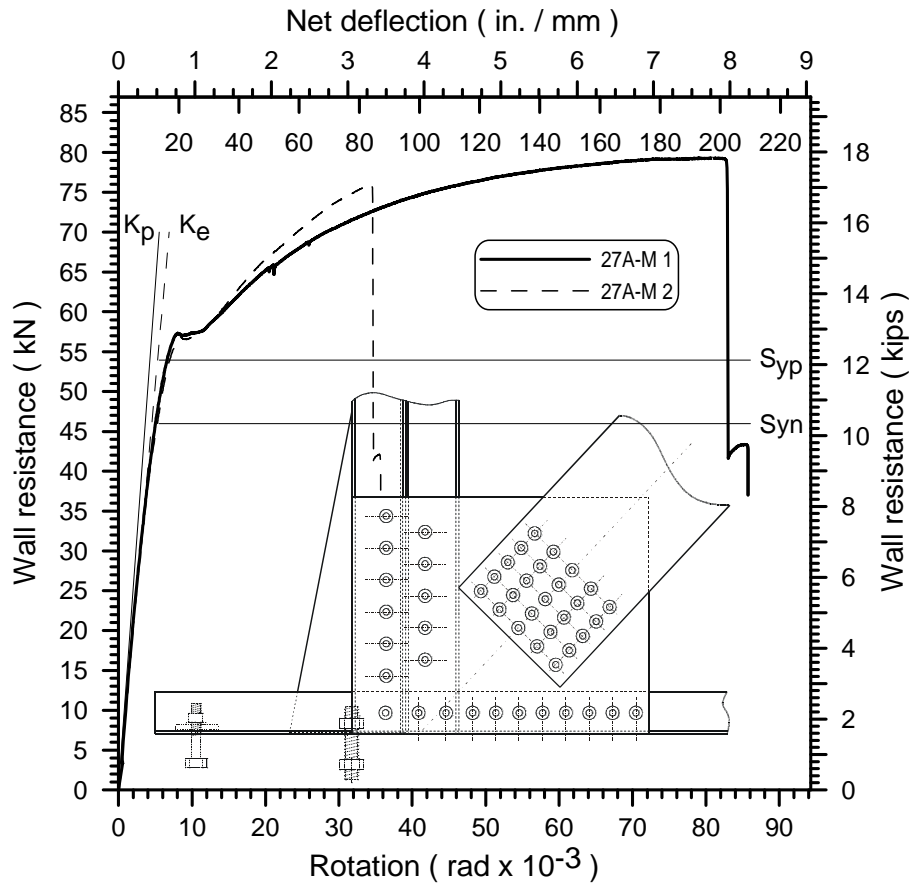 Net deflection ( in. / mm )
0 1 2 3 4 5 6 7 8 9
20 40 60 80 100 120 140 160 180 200 220
85
80
75
70
65
60
55
50
45
40
35
30
25
20
15
10
5
0
Wall resistance ( kN )
Kp Ke
27A-M 1
27A-M 2
Syp
Syn
18
16
14
12
10
8
6
4
2
0
Wall resistance ( kips)
0 10 20 30 40 50 60 70 80 90
Rotation ( rad x 10-3 )